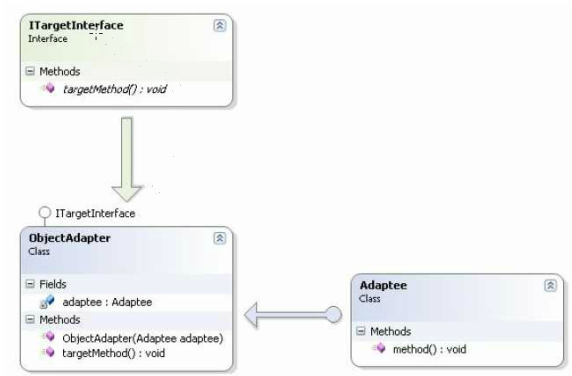 ITargetInterface
Interface
Methods
targetMethod() : void
ITargetInterface
ObjectAdapter
Class
Fields
adaptee : Adaptee
Methods
ObjectAdapter(Adaptee adaptee)
targetMethod() : void
Adaptee
Class
Methods
method() : void